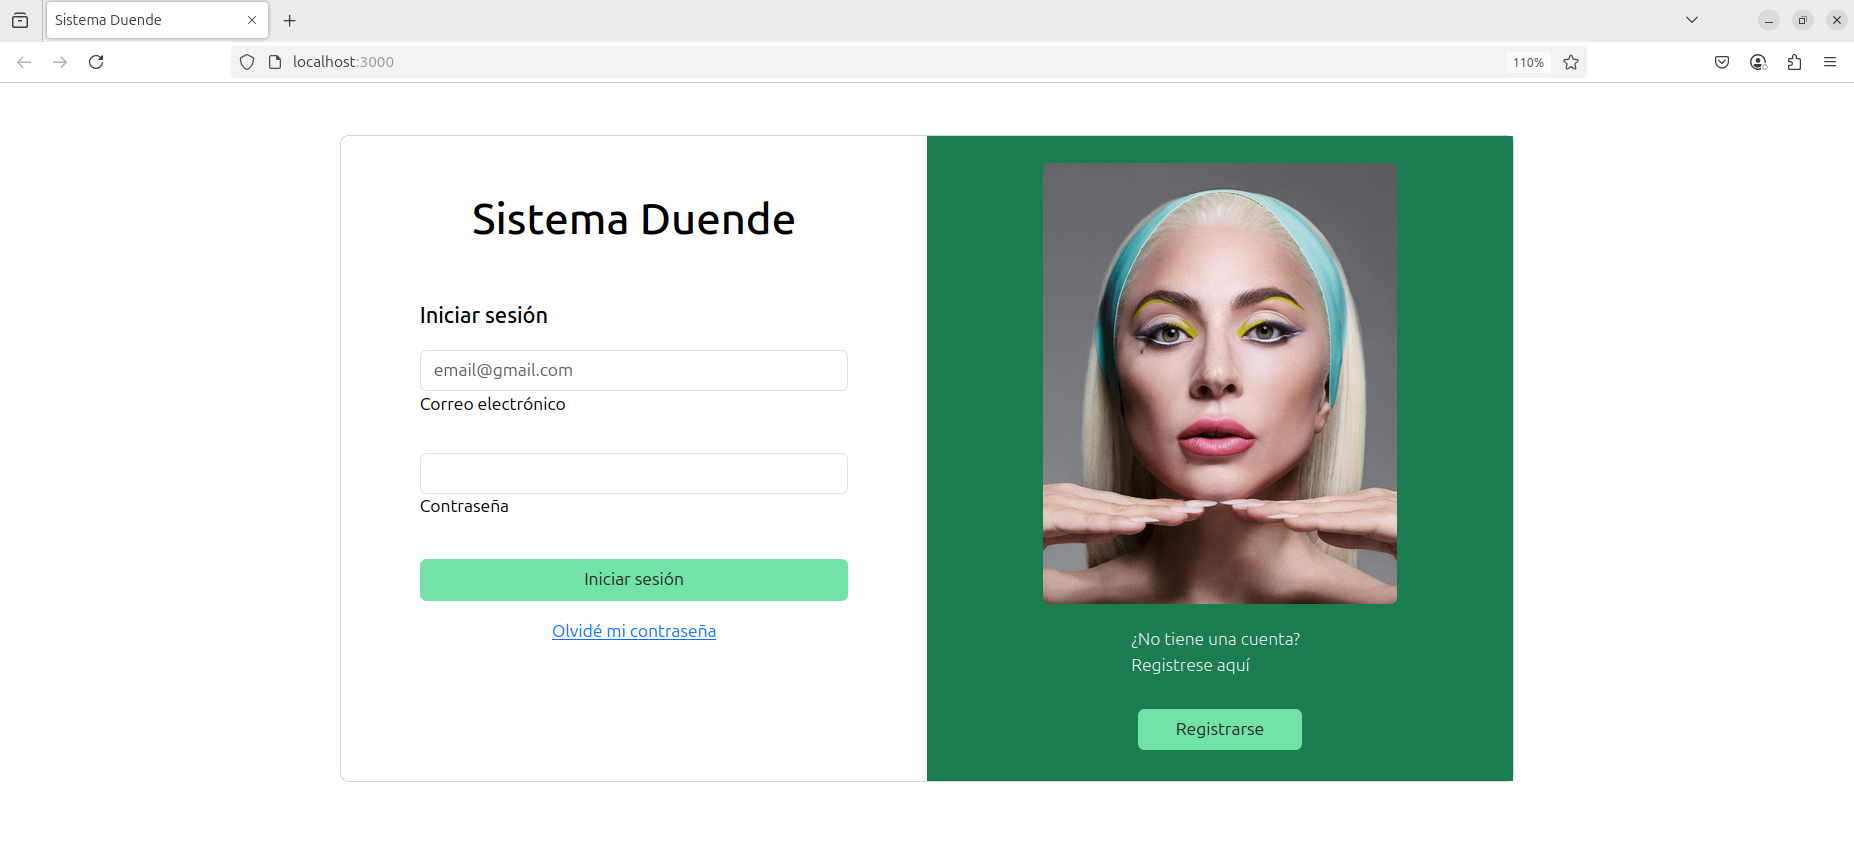 Sistema Duende
localhost:3000
110%
Sistema Duende
Iniciar sesión
email@gmail.com
Correo electrónico
Contraseña
Iniciar sesión
Olvidé mi contraseña
¿No tiene una cuenta?
Registrese aquí
Registrarse